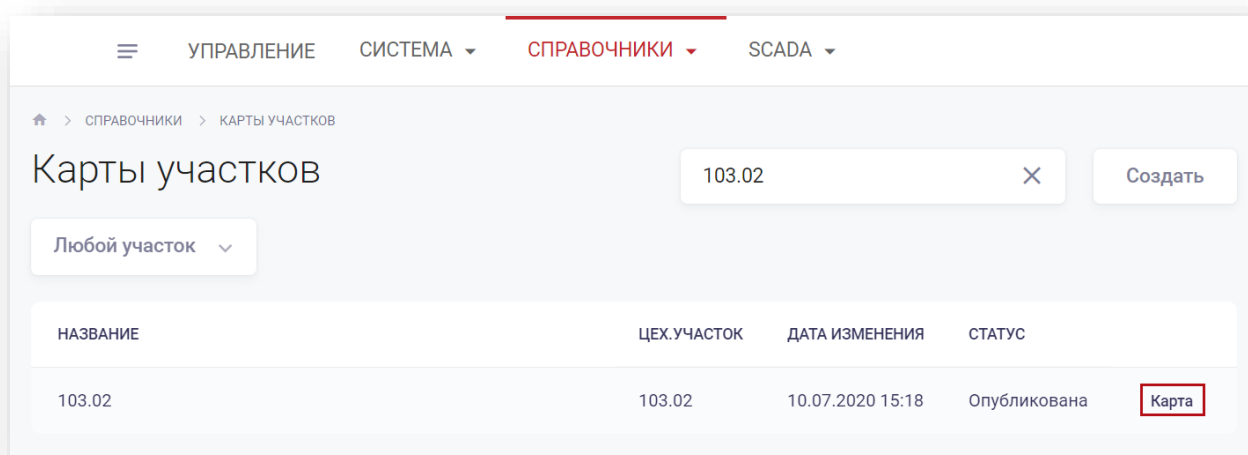 УПРАВЛЕНИЕ СИСТЕМА СПРАВОЧНИКИ SCADA
СПРАВОЧНИКИ > КАРТЫ УЧАСТКОВ
Карты участков
103.02
Создать
Любой участок
НАЗВАНИЕ ЦЕХ.УЧАСТОК ДАТА ИЗМЕНЕНИЯ СТАТУС
103.02 103.02 10.07.2020 15:18 Опубликована Карта